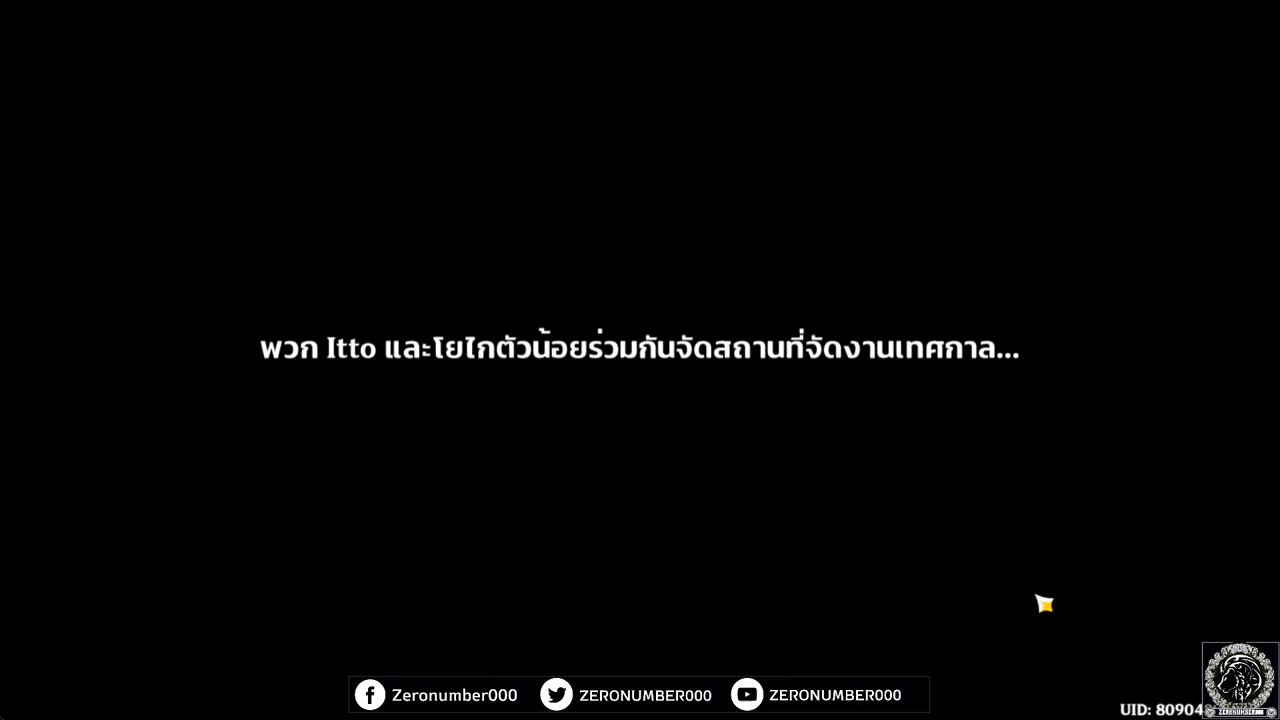 พวก Itto และโยไกตัวน้อยร่วมกันจัดสถานที่จัดงานเทศกาล...
Zeronumber000 ZERONUMBER000 ZERONUMBER000
UID: 80904
ZERONUMBER000